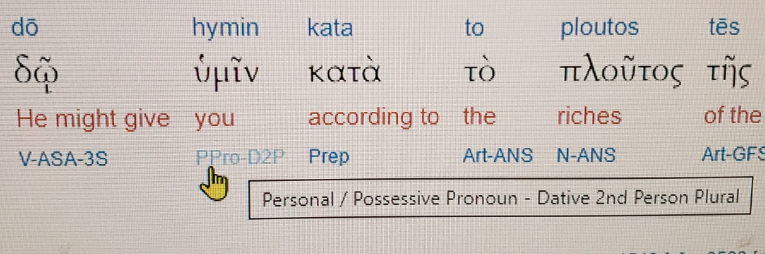 dō hymin kata to ploutos tēs
δῷ ὑμῖν κατὰ τὸ πλοῦτος τῆς
He might give you according to the riches of the
V-ASA-3S PPro-D2P Prep Art-ANS N-ANS Art-GFS
Personal / Possessive Pronoun - Dative 2nd Person Plural